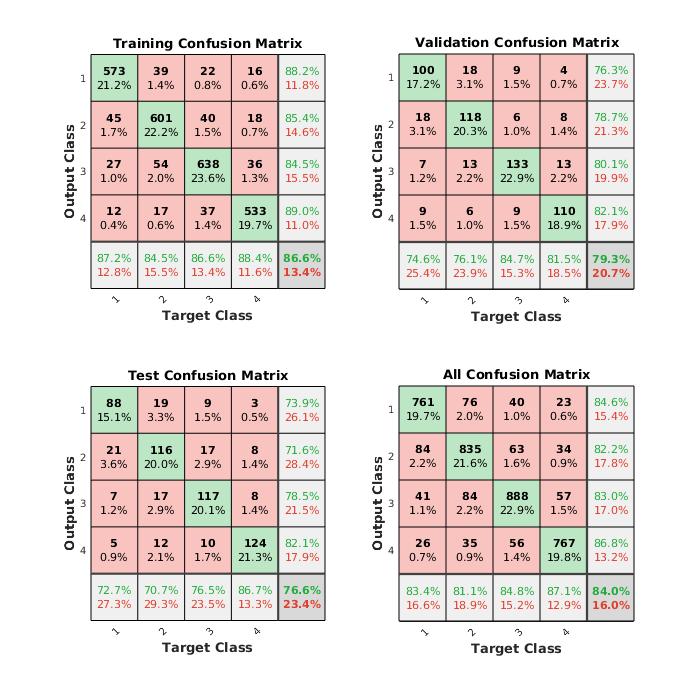 Training Confusion Matrix
Output Class
1
573 39 22 16 88.2%
21.2% 1.4% 0.8% 0.6% 11.8%
2
45 601 40 18 85.4%
1.7% 22.2% 1.5% 0.7% 14.6%
3
27 54 638 36 84.5%
1.0% 2.0% 23.6% 1.3% 15.5%
4
12 17 37 533 89.0%
0.4% 0.6% 1.4% 19.7% 11.0%
87.2% 84.5% 86.6% 88.4% 86.6%
12.8% 15.5% 13.4% 11.6% 13.4%
1 2 3 4
Target Class
Validation Confusion Matrix
Output Class
1
100 18 9 4 76.3%
17.2% 3.1% 1.5% 0.7% 23.7%
2
18 118 6 8 78.7%
3.1% 20.3% 1.0% 1.4% 21.3%
3
7 13 133 13 80.1%
1.2% 2.2% 22.9% 2.2% 19.9%
4
9 6 9 110 82.1%
1.5% 1.0% 1.5% 18.9% 17.9%
74.6% 76.1% 84.7% 81.5% 79.3%
25.4% 23.9% 15.3% 18.5% 20.7%
1 2 3 4
Target Class
Test Confusion Matrix
Output Class
1
88 19 9 3 73.9%
15.1% 3.3% 1.5% 0.5% 26.1%
2
21 116 17 8 71.6%
3.6% 20.0% 2.9% 1.4% 28.4%
3
7 17 117 8 78.5%
1.2% 2.9% 20.1% 1.4% 21.5%
4
5 12 10 124 82.1%
0.9% 2.1% 1.7% 21.3% 17.9%
72.7% 70.7% 76.5% 86.7% 76.6%
27.3% 29.3% 23.5% 13.3% 23.4%
1 2 3 4
Target Class
All Confusion Matrix
Output Class
1
761 76 40 23 84.6%
19.7% 2.0% 1.0% 0.6% 15.4%
2
84 835 63 34 82.2%
2.2% 21.6% 1.6% 0.9% 17.8%
3
41 84 888 57 83.0%
1.1% 2.2% 22.9% 1.5% 17.0%
4
26 35 56 767 86.8%
0.7% 0.9% 1.4% 19.8% 13.2%
83.4% 81.1% 84.8% 87.1% 84.0%
16.6% 18.9% 15.2% 12.9% 16.0%
1 2 3 4
Target Class